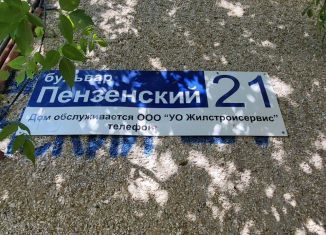 бульвар
Пензенский 21
Дом обслуживается ООО "УО Жилстройсервис"
телефон